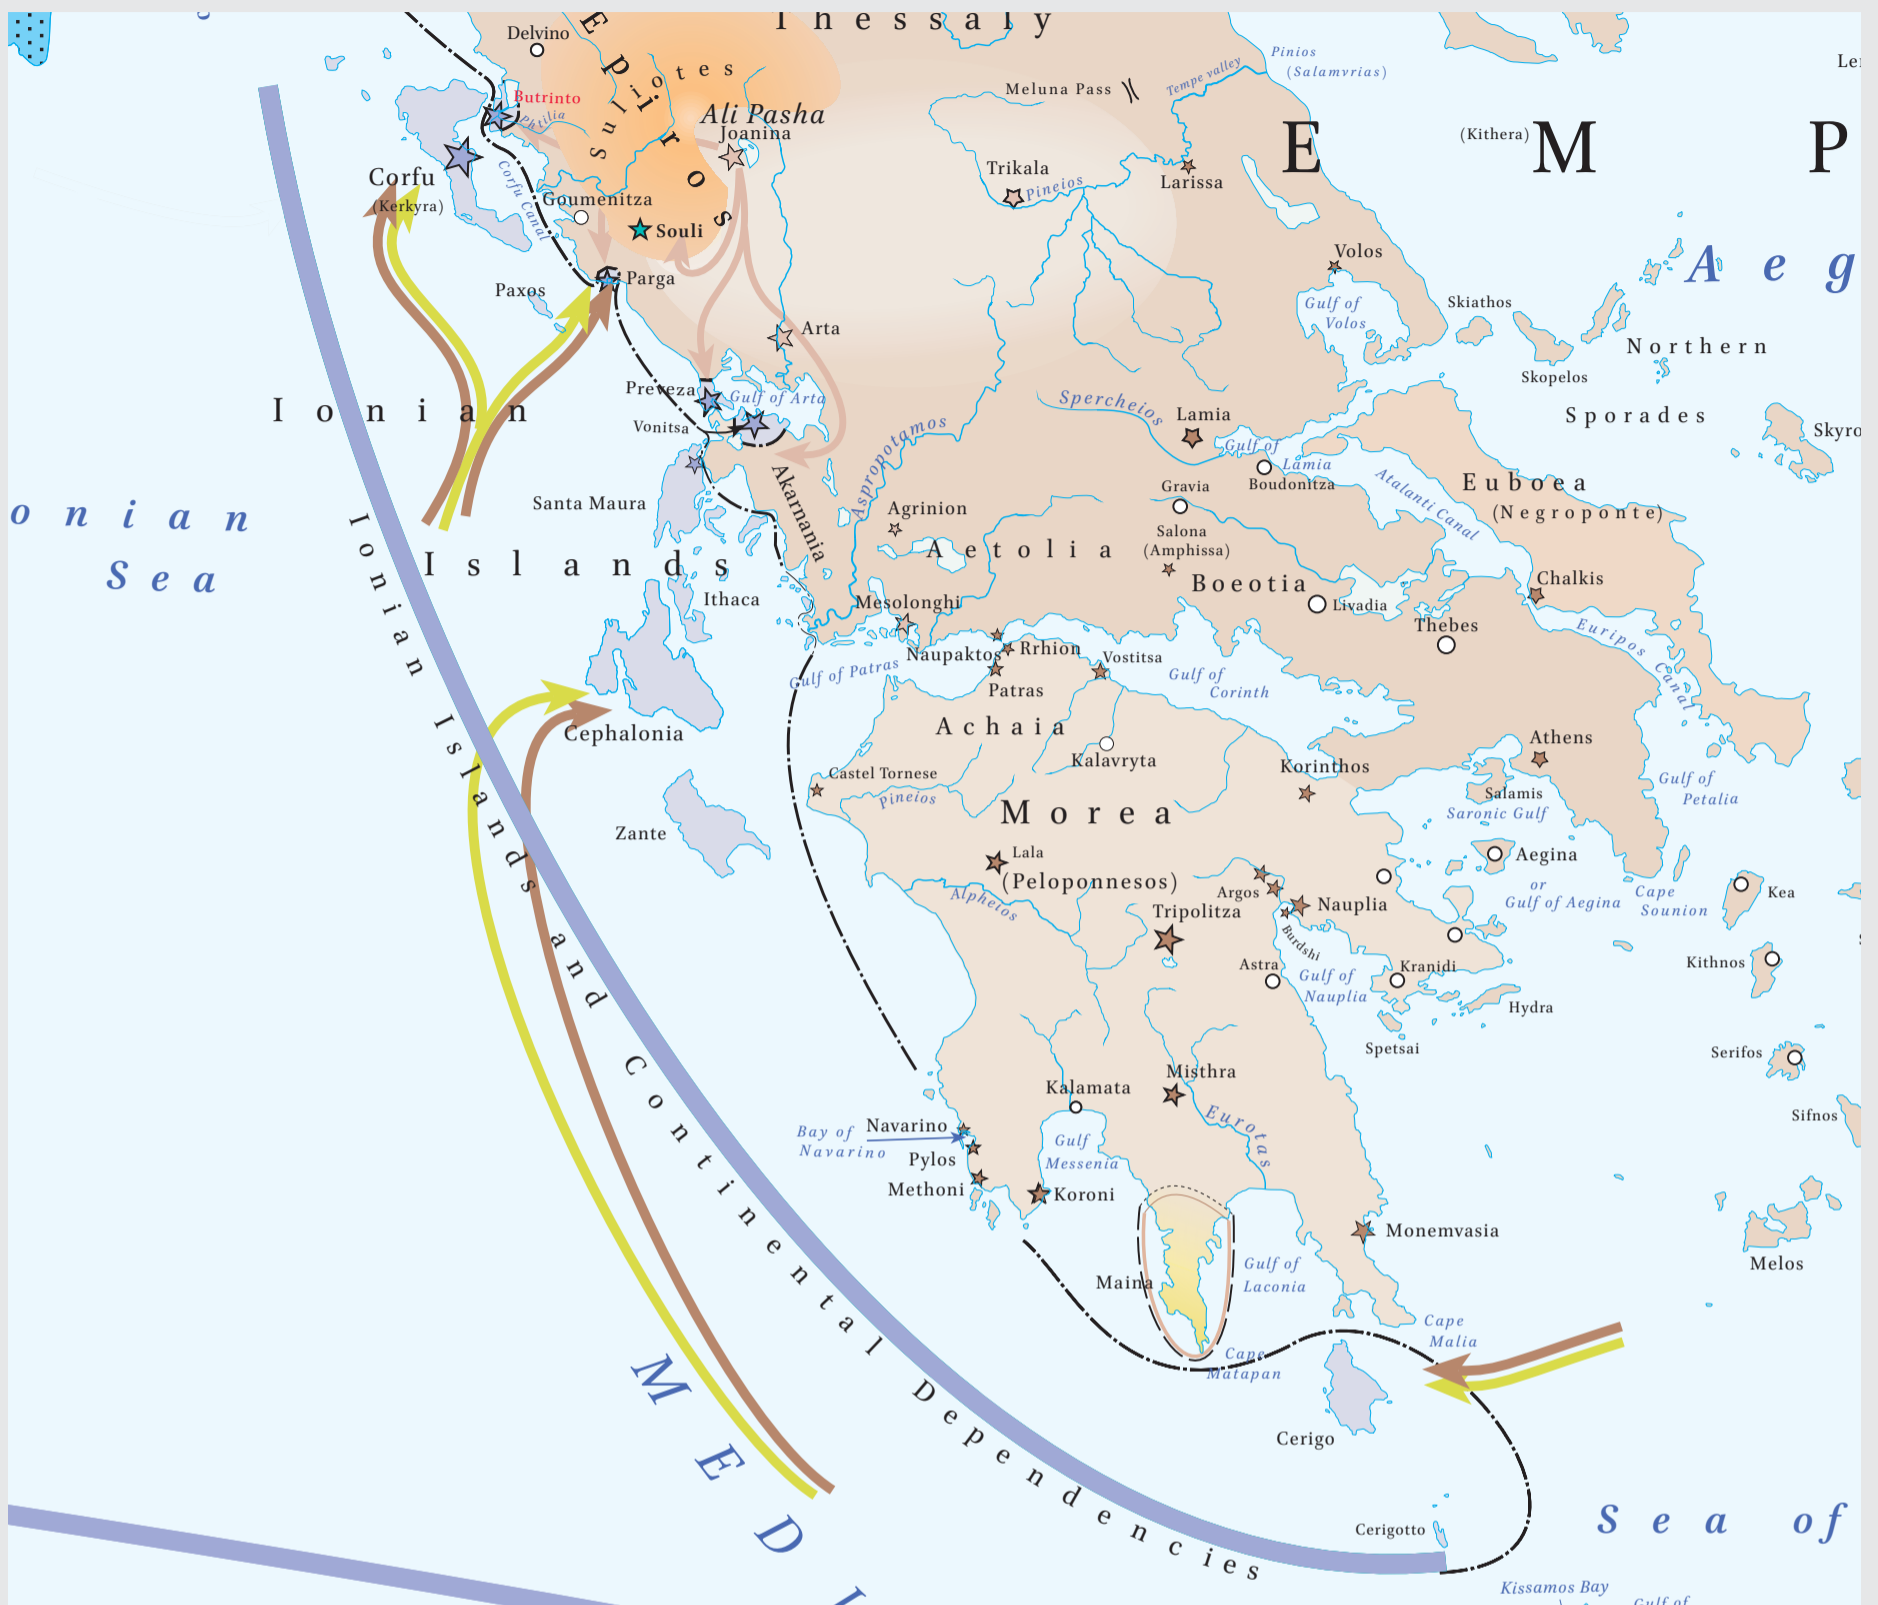 Thessaly
Delvino
Epiros
Suliotes
Pinios
(Salamvrias)
Tempe valley
Meluna Pass
Butrinto
Phtilia
Ali Pasha
Joanina
E M P
(Kithera)
Corfu
(Kerkyra)
Corfu Canal
Goumenitza
Souli
Trikala
Pineios
Larissa
Volos
Aeg
Parga
Paxos
Gulf of
Volos
Skiathos
Arta
Northern
Skopelos
Sporades
Preveza
Gulf of Arta
Vonitsa
Ionian
Islands
Spercheios
Lamia
Gulf of
Lamia
Boudonitza
Aspropotamos
Akarnania
Santa Maura
Atalanti Canal
Euboea
(Negroponte)
Gravia
Agrinion
Salona
(Amphissa)
Aetolia
onian
Sea
Boeotia
Livadia
Chalkis
Ithaca
Mesolonghi
Thebes
Euripos Canal
Naupaktos
Rrhion
Vostitsa
Gulf of Patras
Patras
Gulf of
Corinth
Cephalonia
Achaia
Kalavryta
Athens
Korinthos
Castel Tornese
Pineios
Salamis
Saronic Gulf
Gulf of
Petalia
Morea
Zante
Lala
(Peloponnesos)
Aegina
or
Gulf of Aegina
Cape
Sounion
Kea
Argos
Nauplia
Alpheios
Tripolitza
Burdshi
Astra
Gulf of
Nauplia
Kranidi
Kithnos
Hydra
Spetsai
Serifos
Misthra
Kalamata
Eurotas
Sifnos
Navarino
Bay of
Navarino
Pylos
Methoni
Gulf
Messenia
Koroni
Monemvasia
Melos
Maina
Gulf of
Laconia
Cape
Malia
Cape
Matapan
Cerigo
Ionian Islands and Continental Dependencies
MEDI
Cerigotto
Sea of
Kissamos Bay
Gulf of